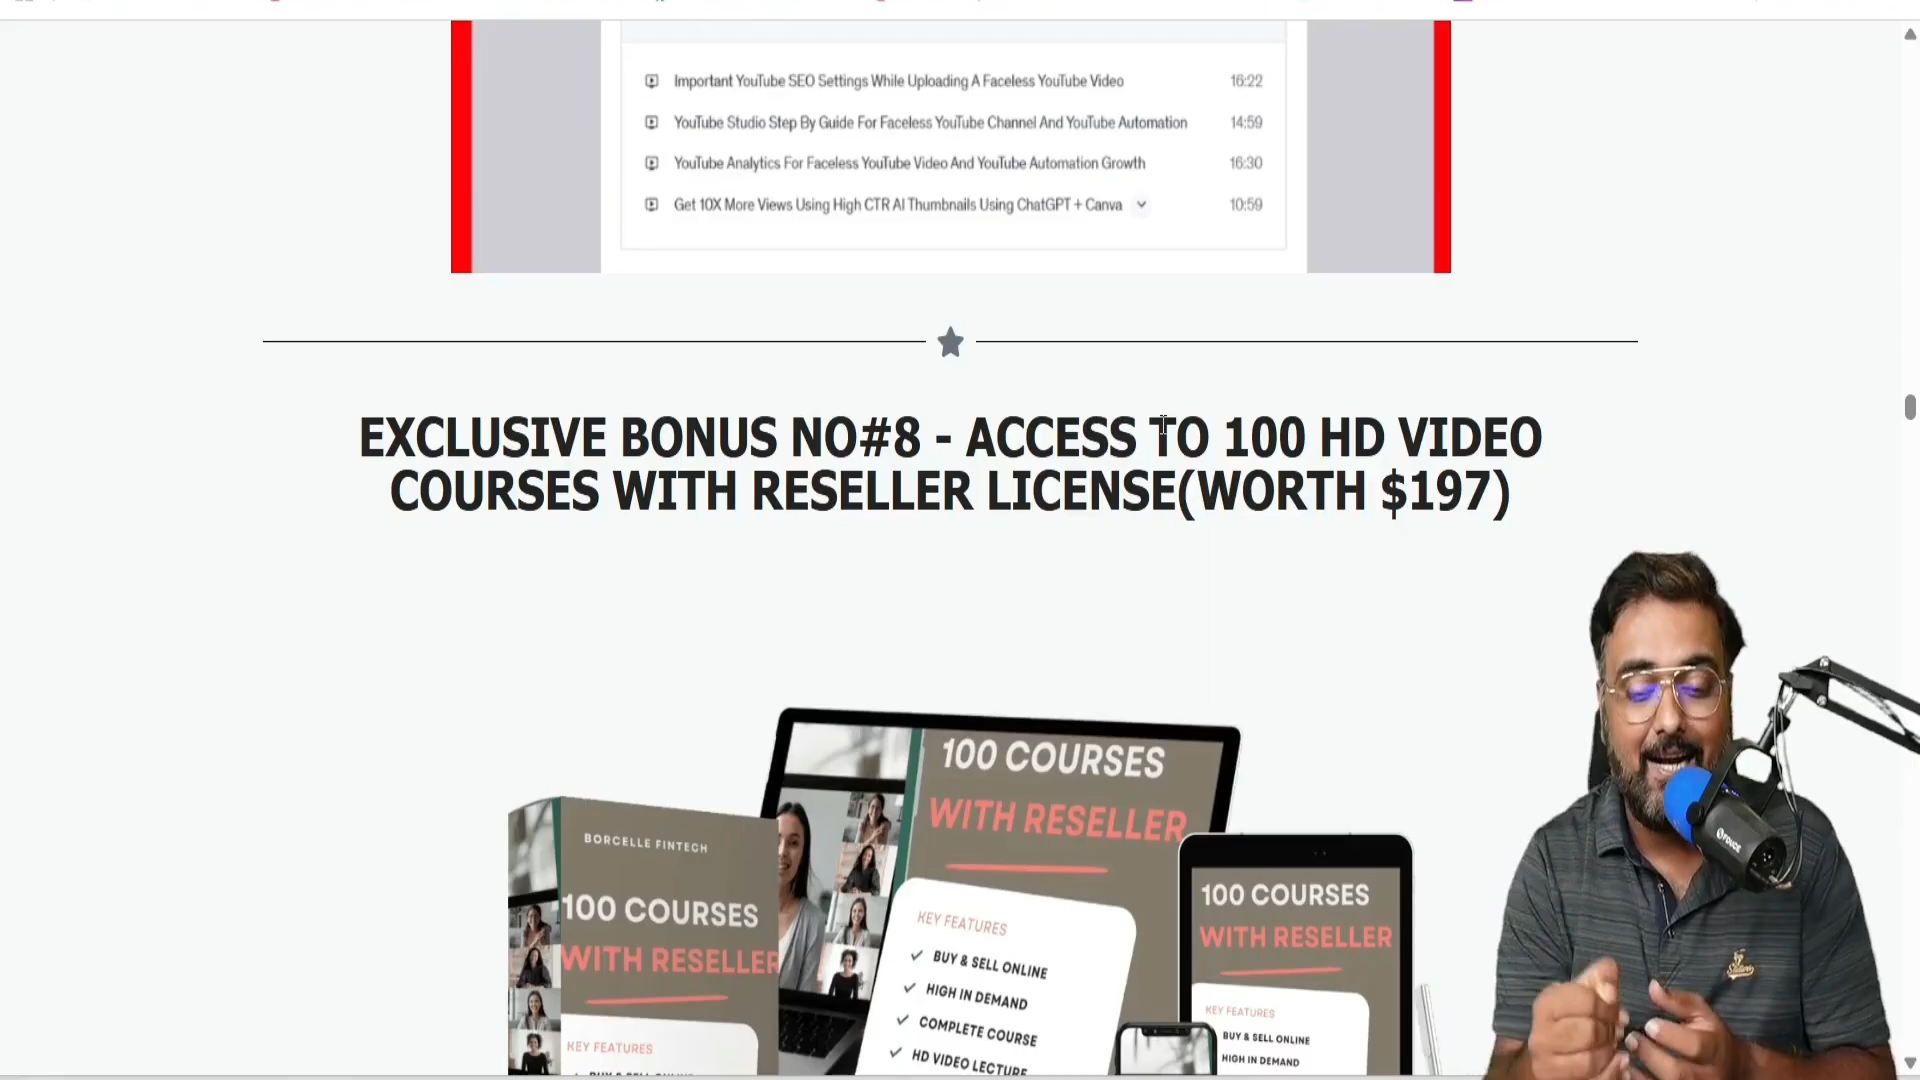 Important YouTube SEO Settings While Uploading A Faceless YouTube Video 16:22
YouTube Studio Step By Guide For Faceless YouTube Channel And YouTube Automation 14:59
YouTube Analytics For Faceless YouTube Video And YouTube Automation Growth 16:30
Get 10X More Views Using High CTR AI Thumbnails Using ChatGPT + Canva 10:59
EXCLUSIVE BONUS NO#8 - ACCESS TO 100 HD VIDEO
COURSES WITH RESELLER LICENSE(WORTH $197)
BORCELLE FINTECH
100 COURSES
WITH RESELLER
KEY FEATURES
100 COURSES
WITH RESELLER
KEY FEATURES
BUY & SELL ONLINE
HIGH IN DEMAND
COMPLETE COURSE
HD VIDEO LECTURE
100 COURSES
WITH RESELLER
KEY FEATURES
BUY & SELL ONLINE
HIGH IN DEMAND